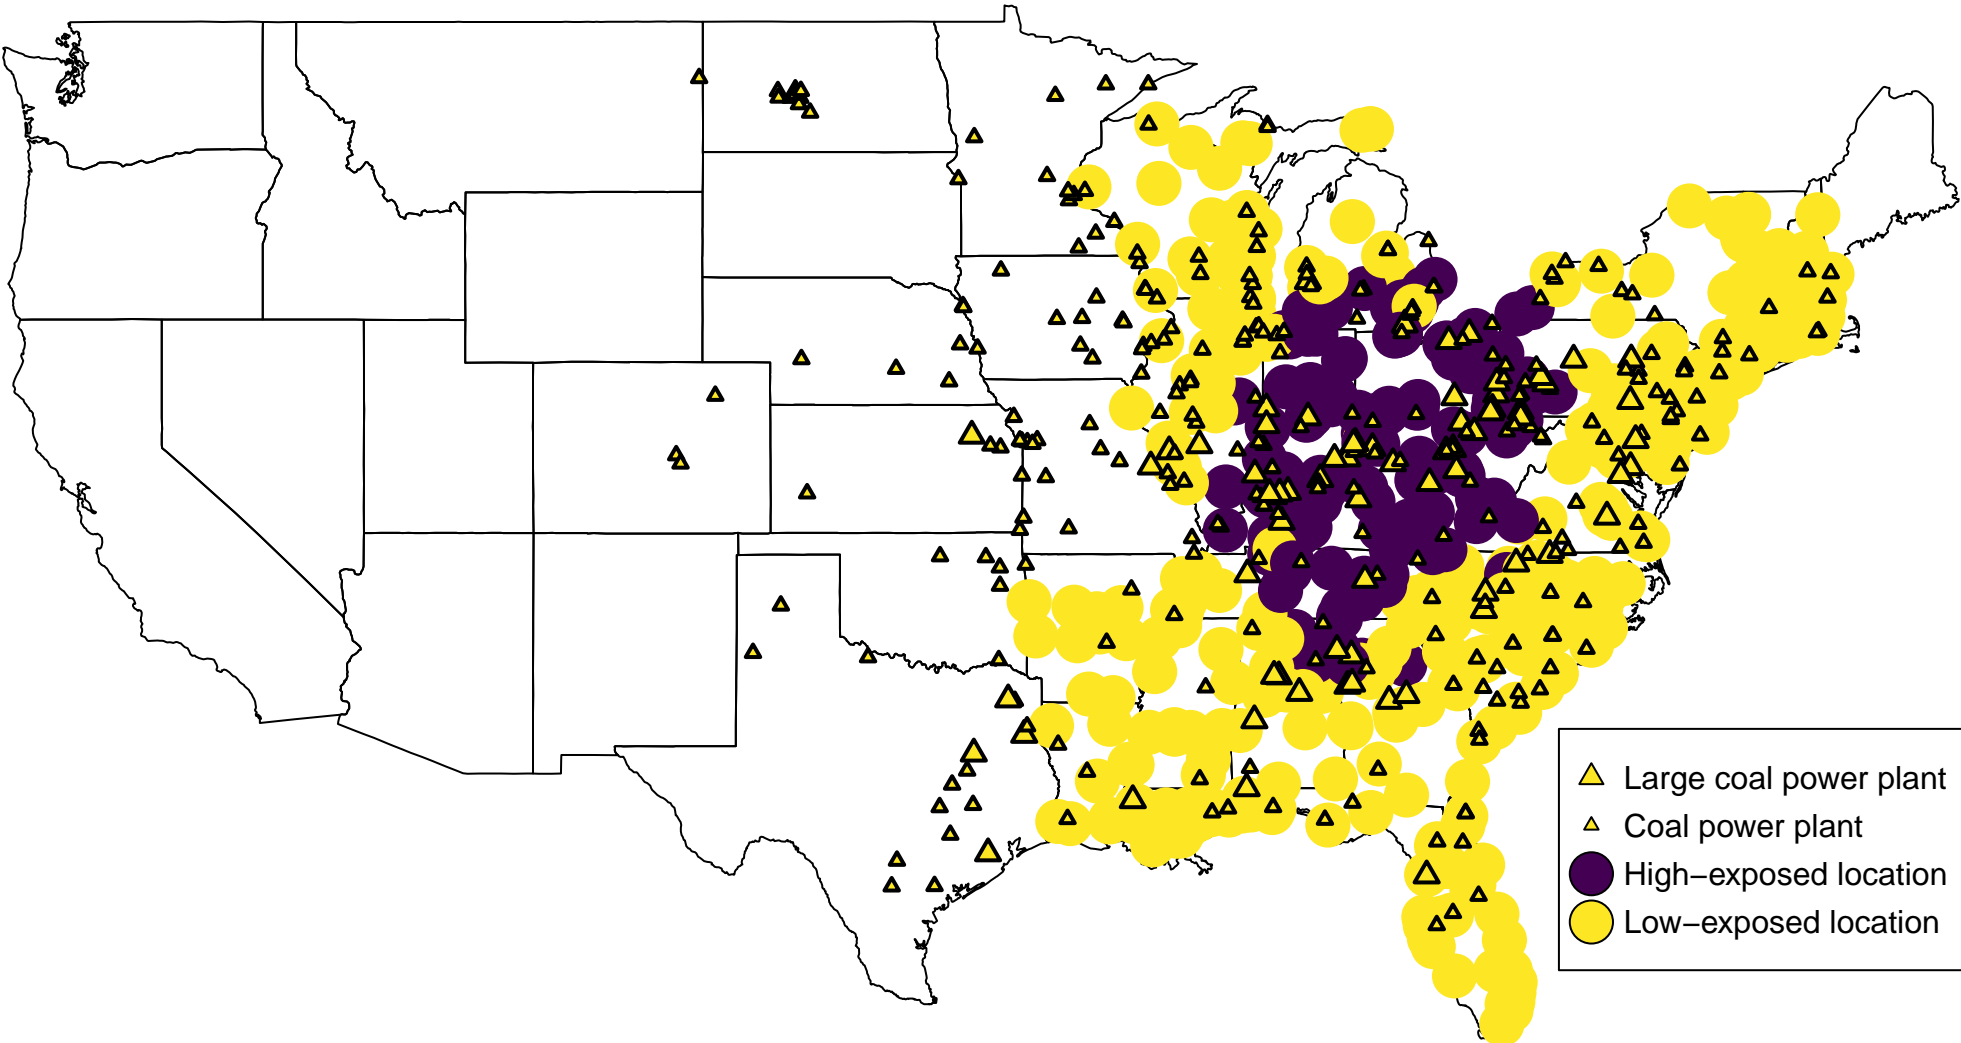 Large coal power plant
Coal power plant
High−exposed location
Low−exposed location